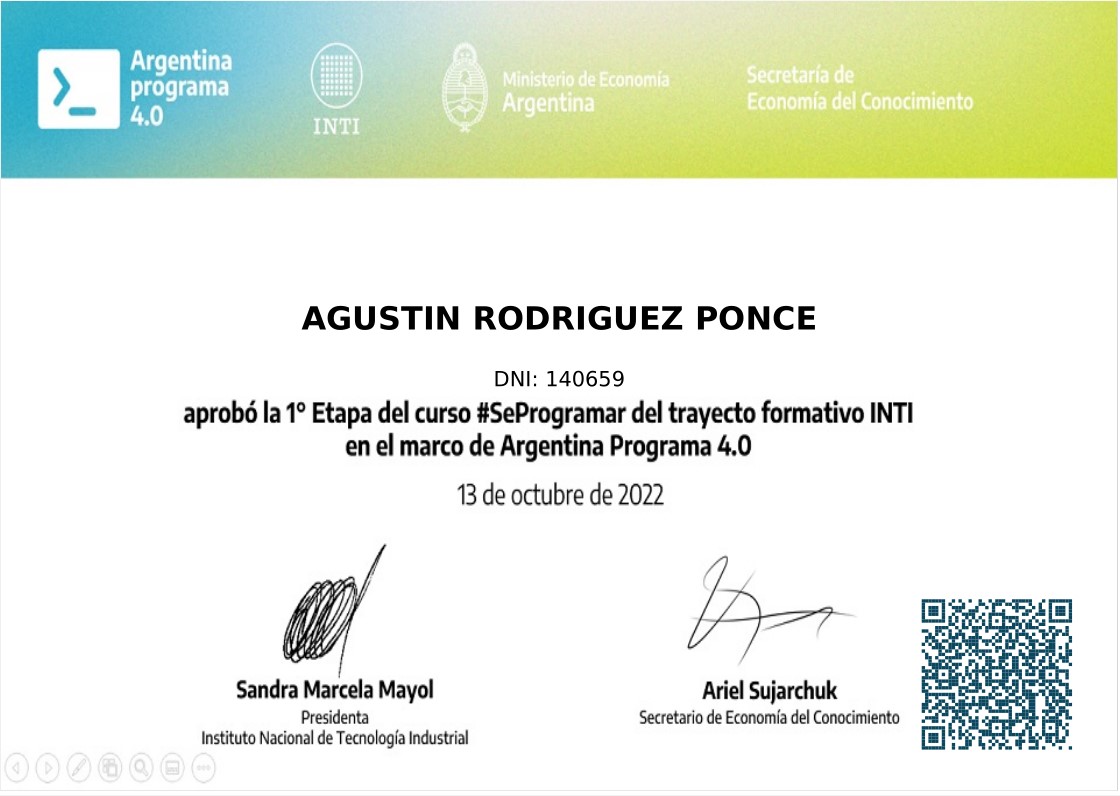 Argentina
programa
4.0
INTI
Ministerio de Economía
Argentina
Secretaría de
Economía del Conocimiento
AGUSTIN RODRIGUEZ PONCE
DNI: 140659
aprobó la 1° Etapa del curso #SeProgramar del trayecto formativo INTI
en el marco de Argentina Programa 4.0
13 de octubre de 2022
Sandra Marcela Mayol
Presidenta
Instituto Nacional de Tecnología Industrial
Ariel Sujarchuk
Secretario de Economía del Conocimiento